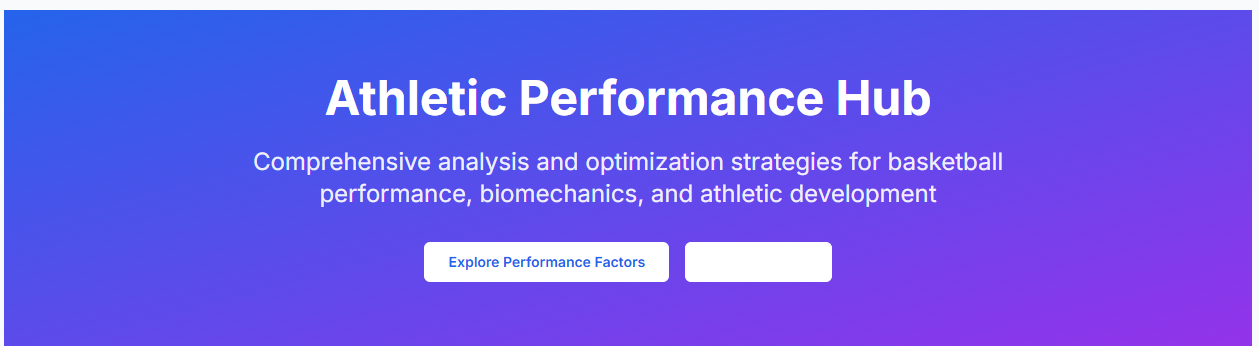 Athletic Performance Hub
Comprehensive analysis and optimization strategies for basketball
performance, biomechanics, and athletic development
Explore Performance Factors